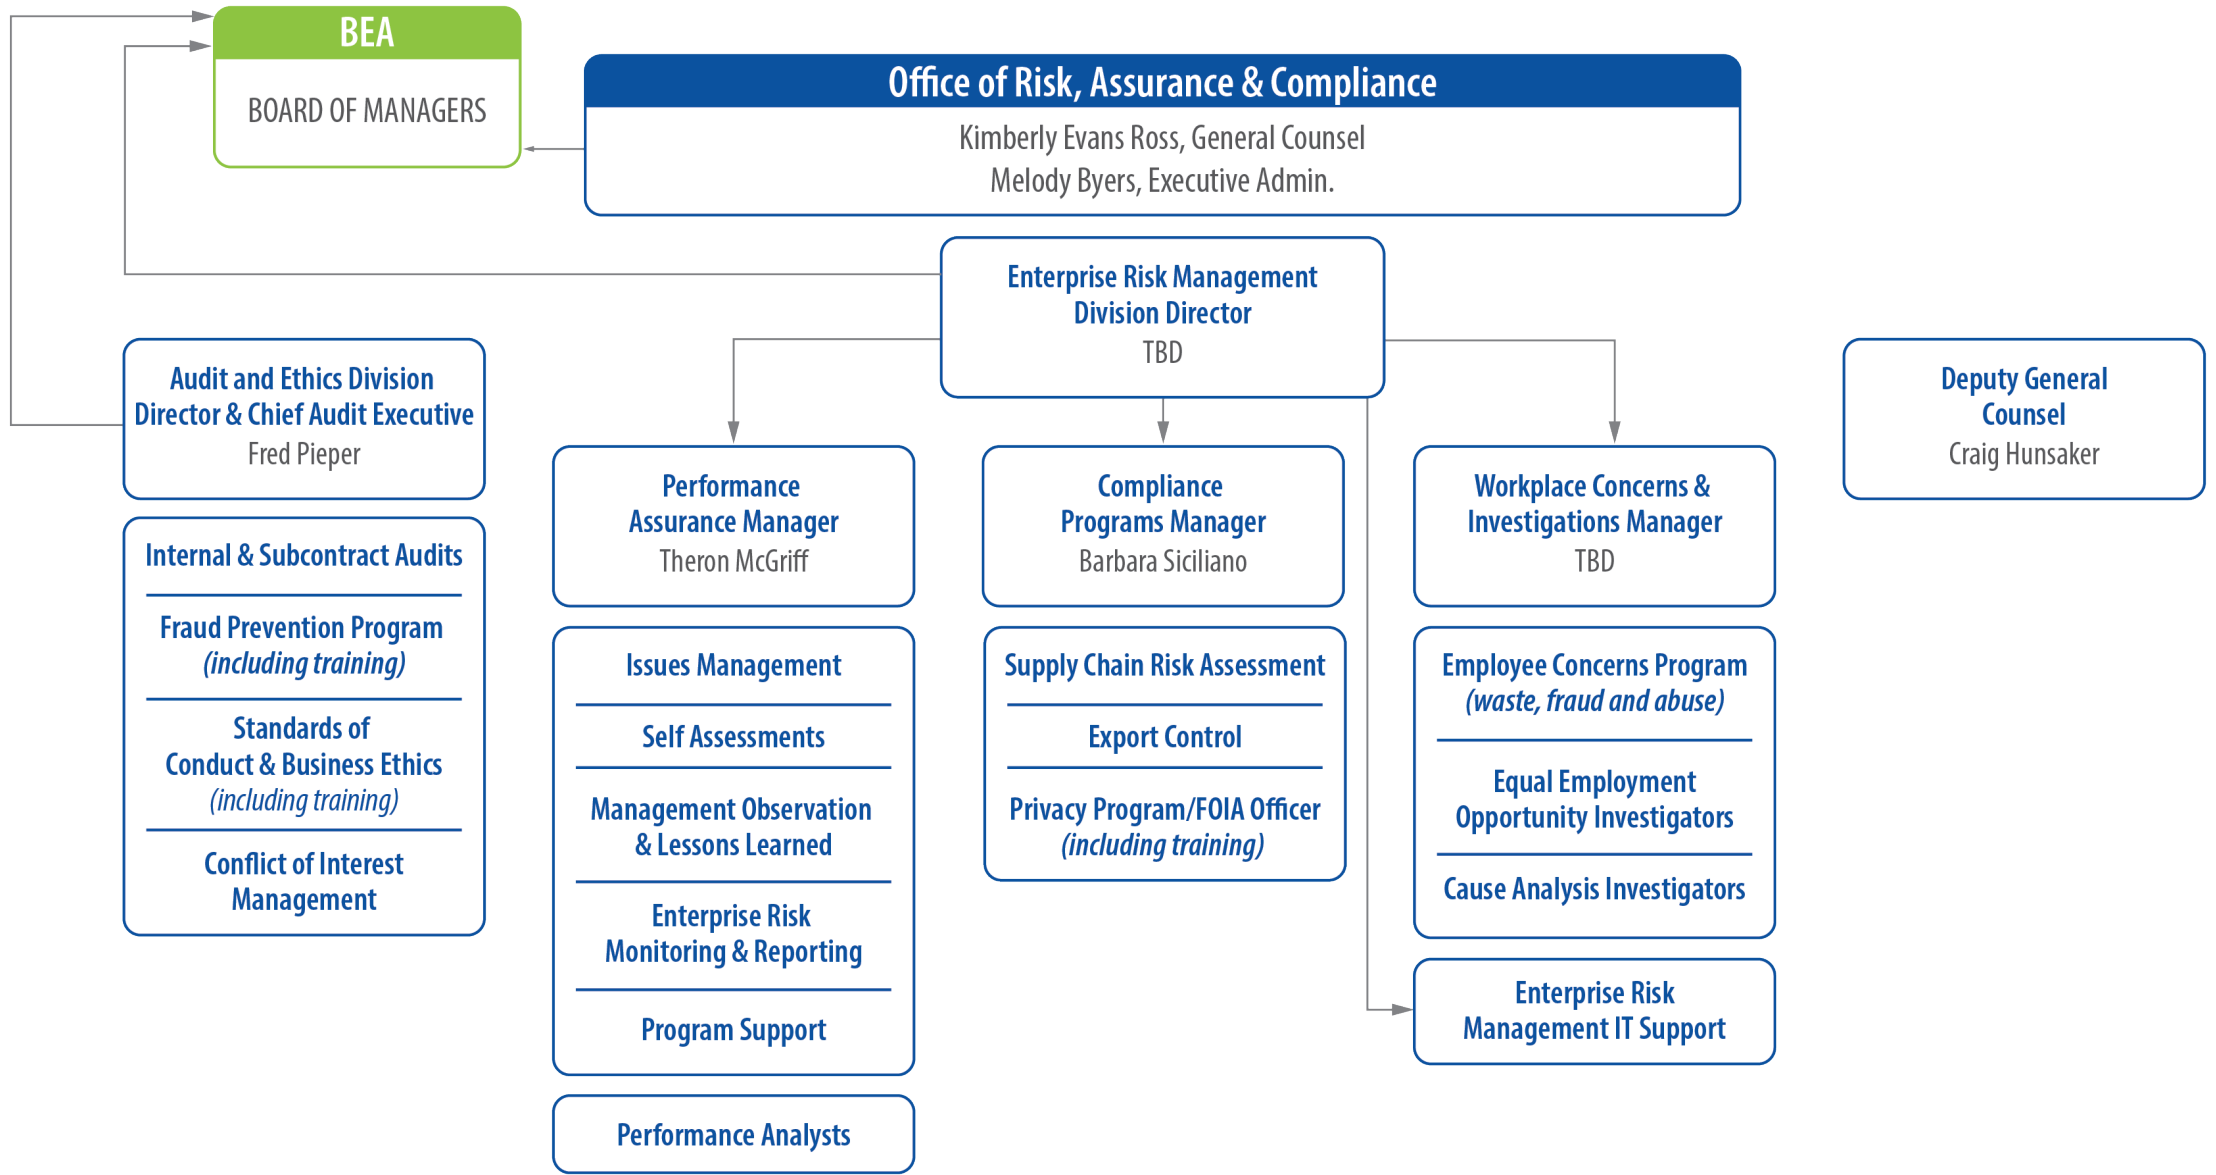 BEA
BOARD OF MANAGERS
Office of Risk, Assurance & Compliance
Kimberly Evans Ross, General Counsel
Melody Byers, Executive Admin.
Enterprise Risk Management
Division Director
TBD
Audit and Ethics Division
Director & Chief Audit Executive
Fred Pieper
Internal & Subcontract Audits
Fraud Prevention Program
(including training)
Standards of
Conduct & Business Ethics
(including training)
Conflict of Interest
Management
Performance
Assurance Manager
Theron McGriff
Issues Management
Self Assessments
Management Observation
& Lessons Learned
Enterprise Risk
Monitoring & Reporting
Program Support
Performance Analysts
Compliance
Programs Manager
Barbara Siciliano
Supply Chain Risk Assessment
Export Control
Privacy Program/FOIA Officer
(including training)
Workplace Concerns &
Investigations Manager
TBD
Employee Concerns Program
(waste, fraud and abuse)
Equal Employment
Opportunity Investigators
Cause Analysis Investigators
Enterprise Risk
Management IT Support
Deputy General
Counsel
Craig Hunsaker